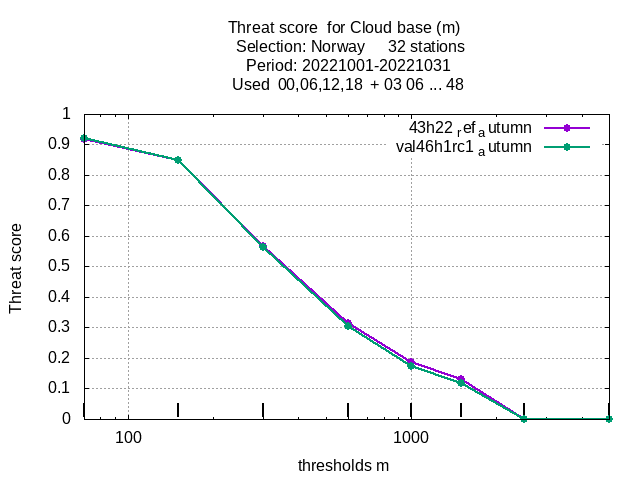 Threat score for Cloud base (m)
Selection: Norway 32 stations
Period: 20221001-20221031
Used 00,06,12,18 + 03 06 ... 48
43h22 ref a utumn
val46h1rc1 a utumn
1
0.9
0.8
0.7
0.6
0.5
0.4
0.3
0.2
0.1
0
Threat score
100 1000
thresholds m